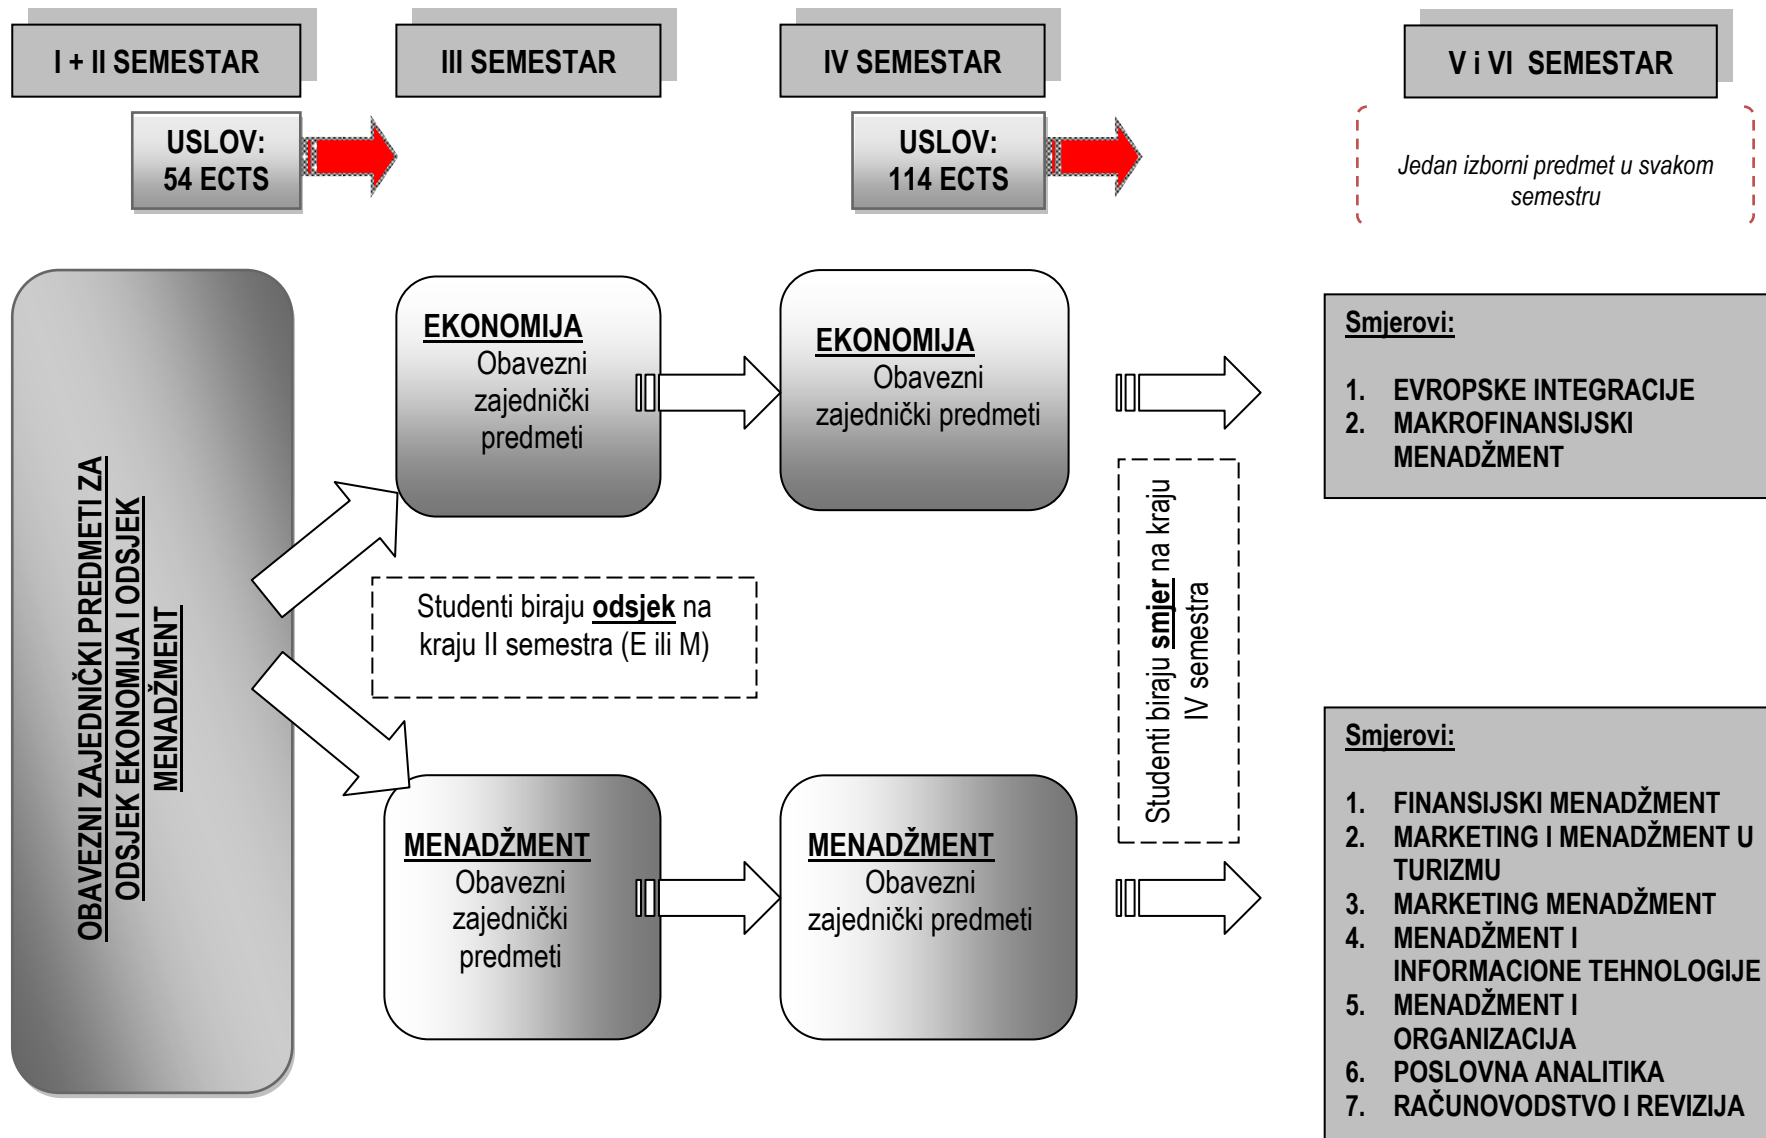 I + II SEMESTAR
III SEMESTAR
IV SEMESTAR
V i VI SEMESTAR
USLOV:
54 ECTS
USLOV:
114 ECTS
Jedan izborni predmet u svakom
semestru
OBAVEZNI ZAJEDNIČKI PREDMETI ZA
ODSJEK EKONOMIJA I ODSJEK
MENADŽMENT
EKONOMIJA
Obavezni
zajednički
predmeti
EKONOMIJA
Obavezni
zajednički predmeti
Smjerovi:
1. EVROPSKE INTEGRACIJE
2. MAKROFINANSIJSKI
MENADŽMENT
Studenti biraju odsjek na
kraju II semestra (E ili M)
Studenti biraju smjer na kraju
IV semestra
MENADŽMENT
Obavezni
zajednički
predmeti
MENADŽMENT
Obavezni
zajednički predmeti
Smjerovi:
1. FINANSIJSKI MENADŽMENT
2. MARKETING I MENADŽMENT U
TURIZMU
3. MARKETING MENADŽMENT
4. MENADŽMENT I
INFORMACIONE TEHNOLOGIJE
5. MENADŽMENT I
ORGANIZACIJA
6. POSLOVNA ANALITIKA
7. RAČUNOVODSTVO I REVIZIJA